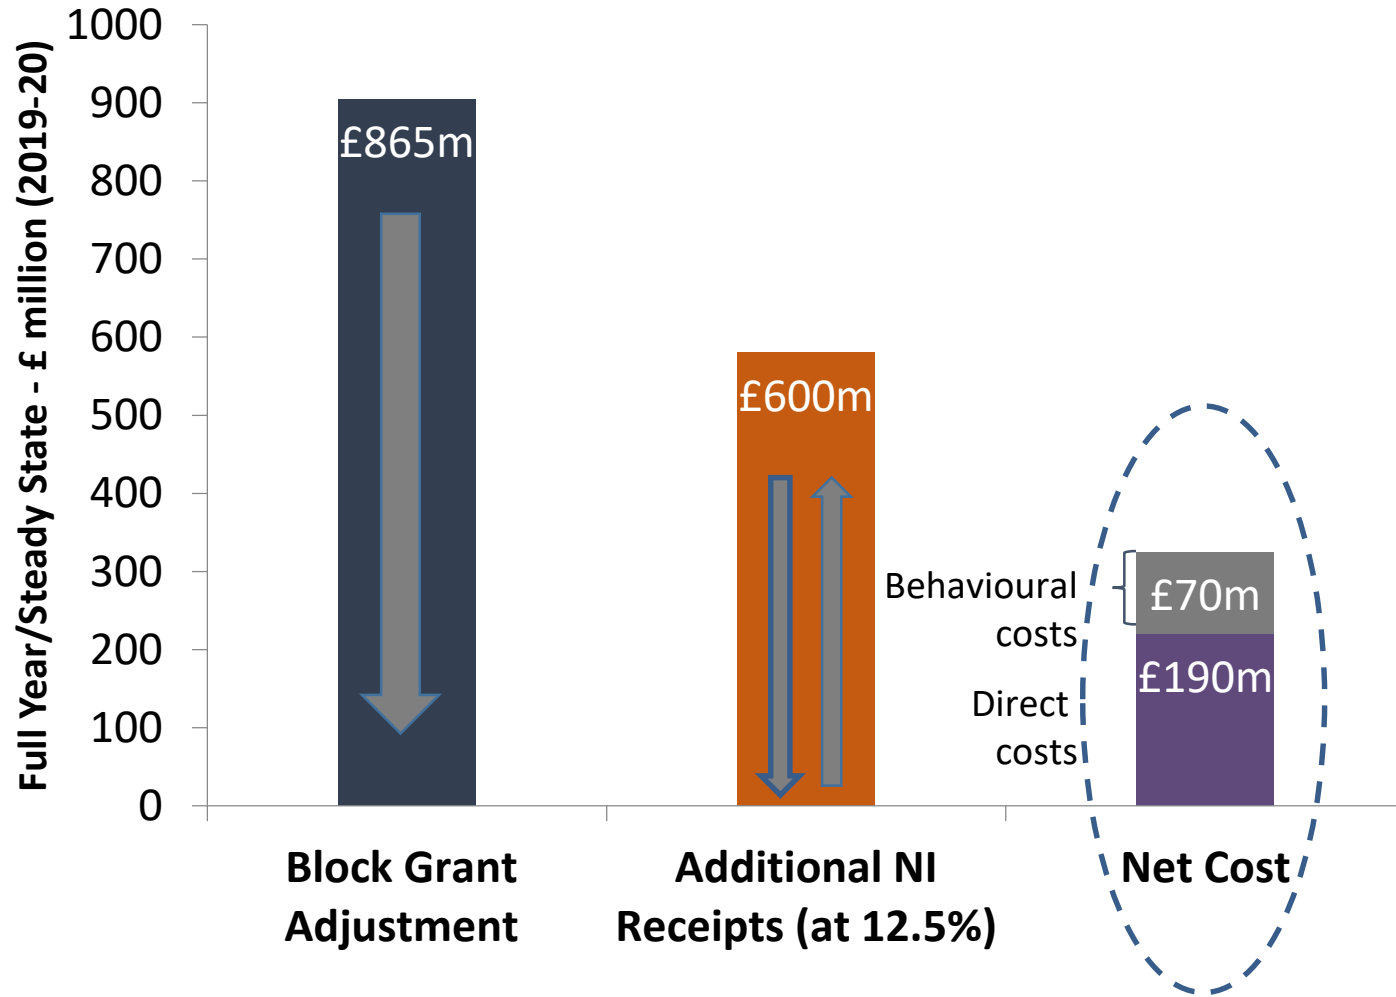 Full Year/Steady State - £ million (2019-20)
1000
900
800
700
600
500
400
300
200
100
0
£865m
£600m
Behavioural
costs
£70m
£190m
Direct
costs
Block Grant
Adjustment
Additional NI
Receipts (at 12.5%)
Net Cost